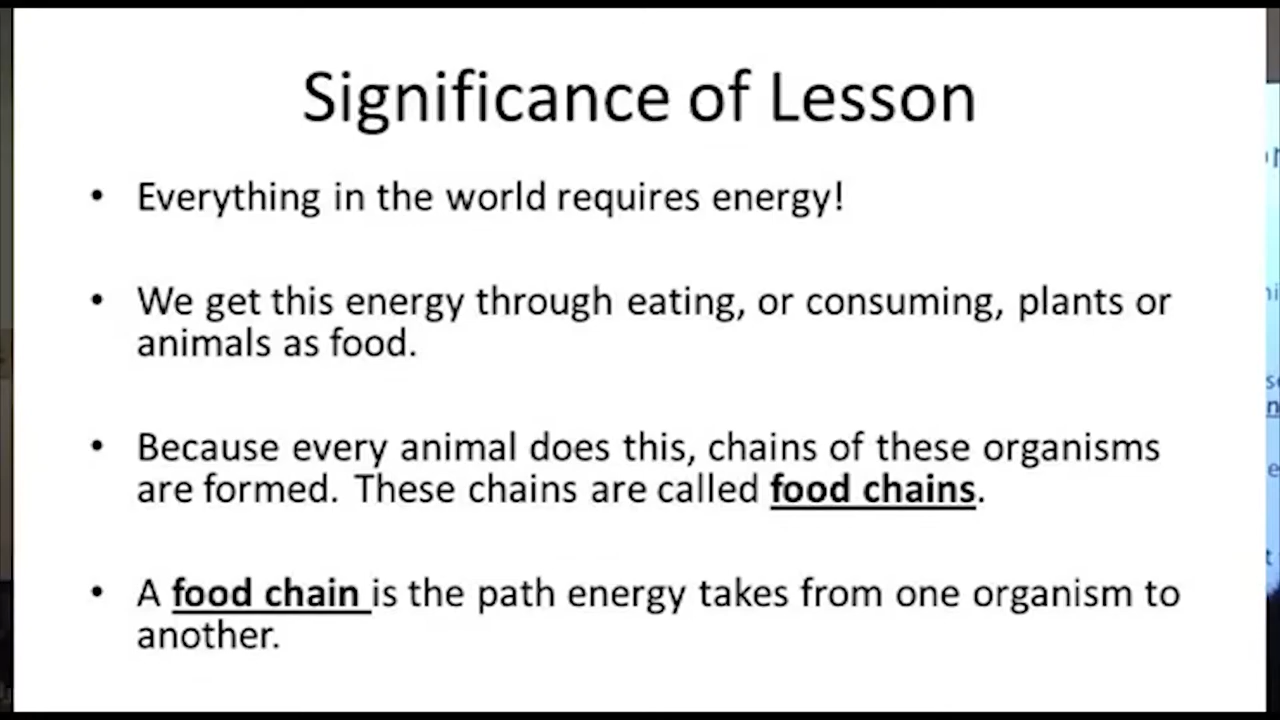 Significance of Lesson
• Everything in the world requires energy!
• We get this energy through eating, or consuming, plants or
animals as food.
• Because every animal does this, chains of these organisms
are formed. These chains are called food chains.
• A food chain is the path energy takes from one organism to
another.